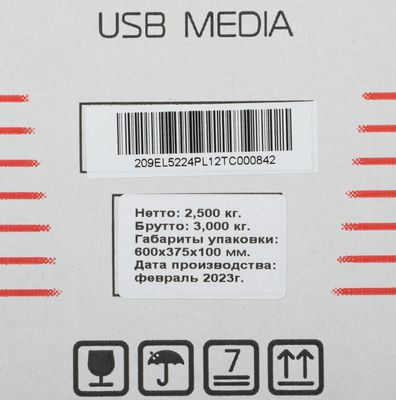 USB MEDIA
209EL5224PL12TC000842
Нетто: 2,500 кг.
Брутто: 3,000 кг.
Габариты упаковки:
600х375х100 мм.
Дата производства:
февраль 2023г.
7